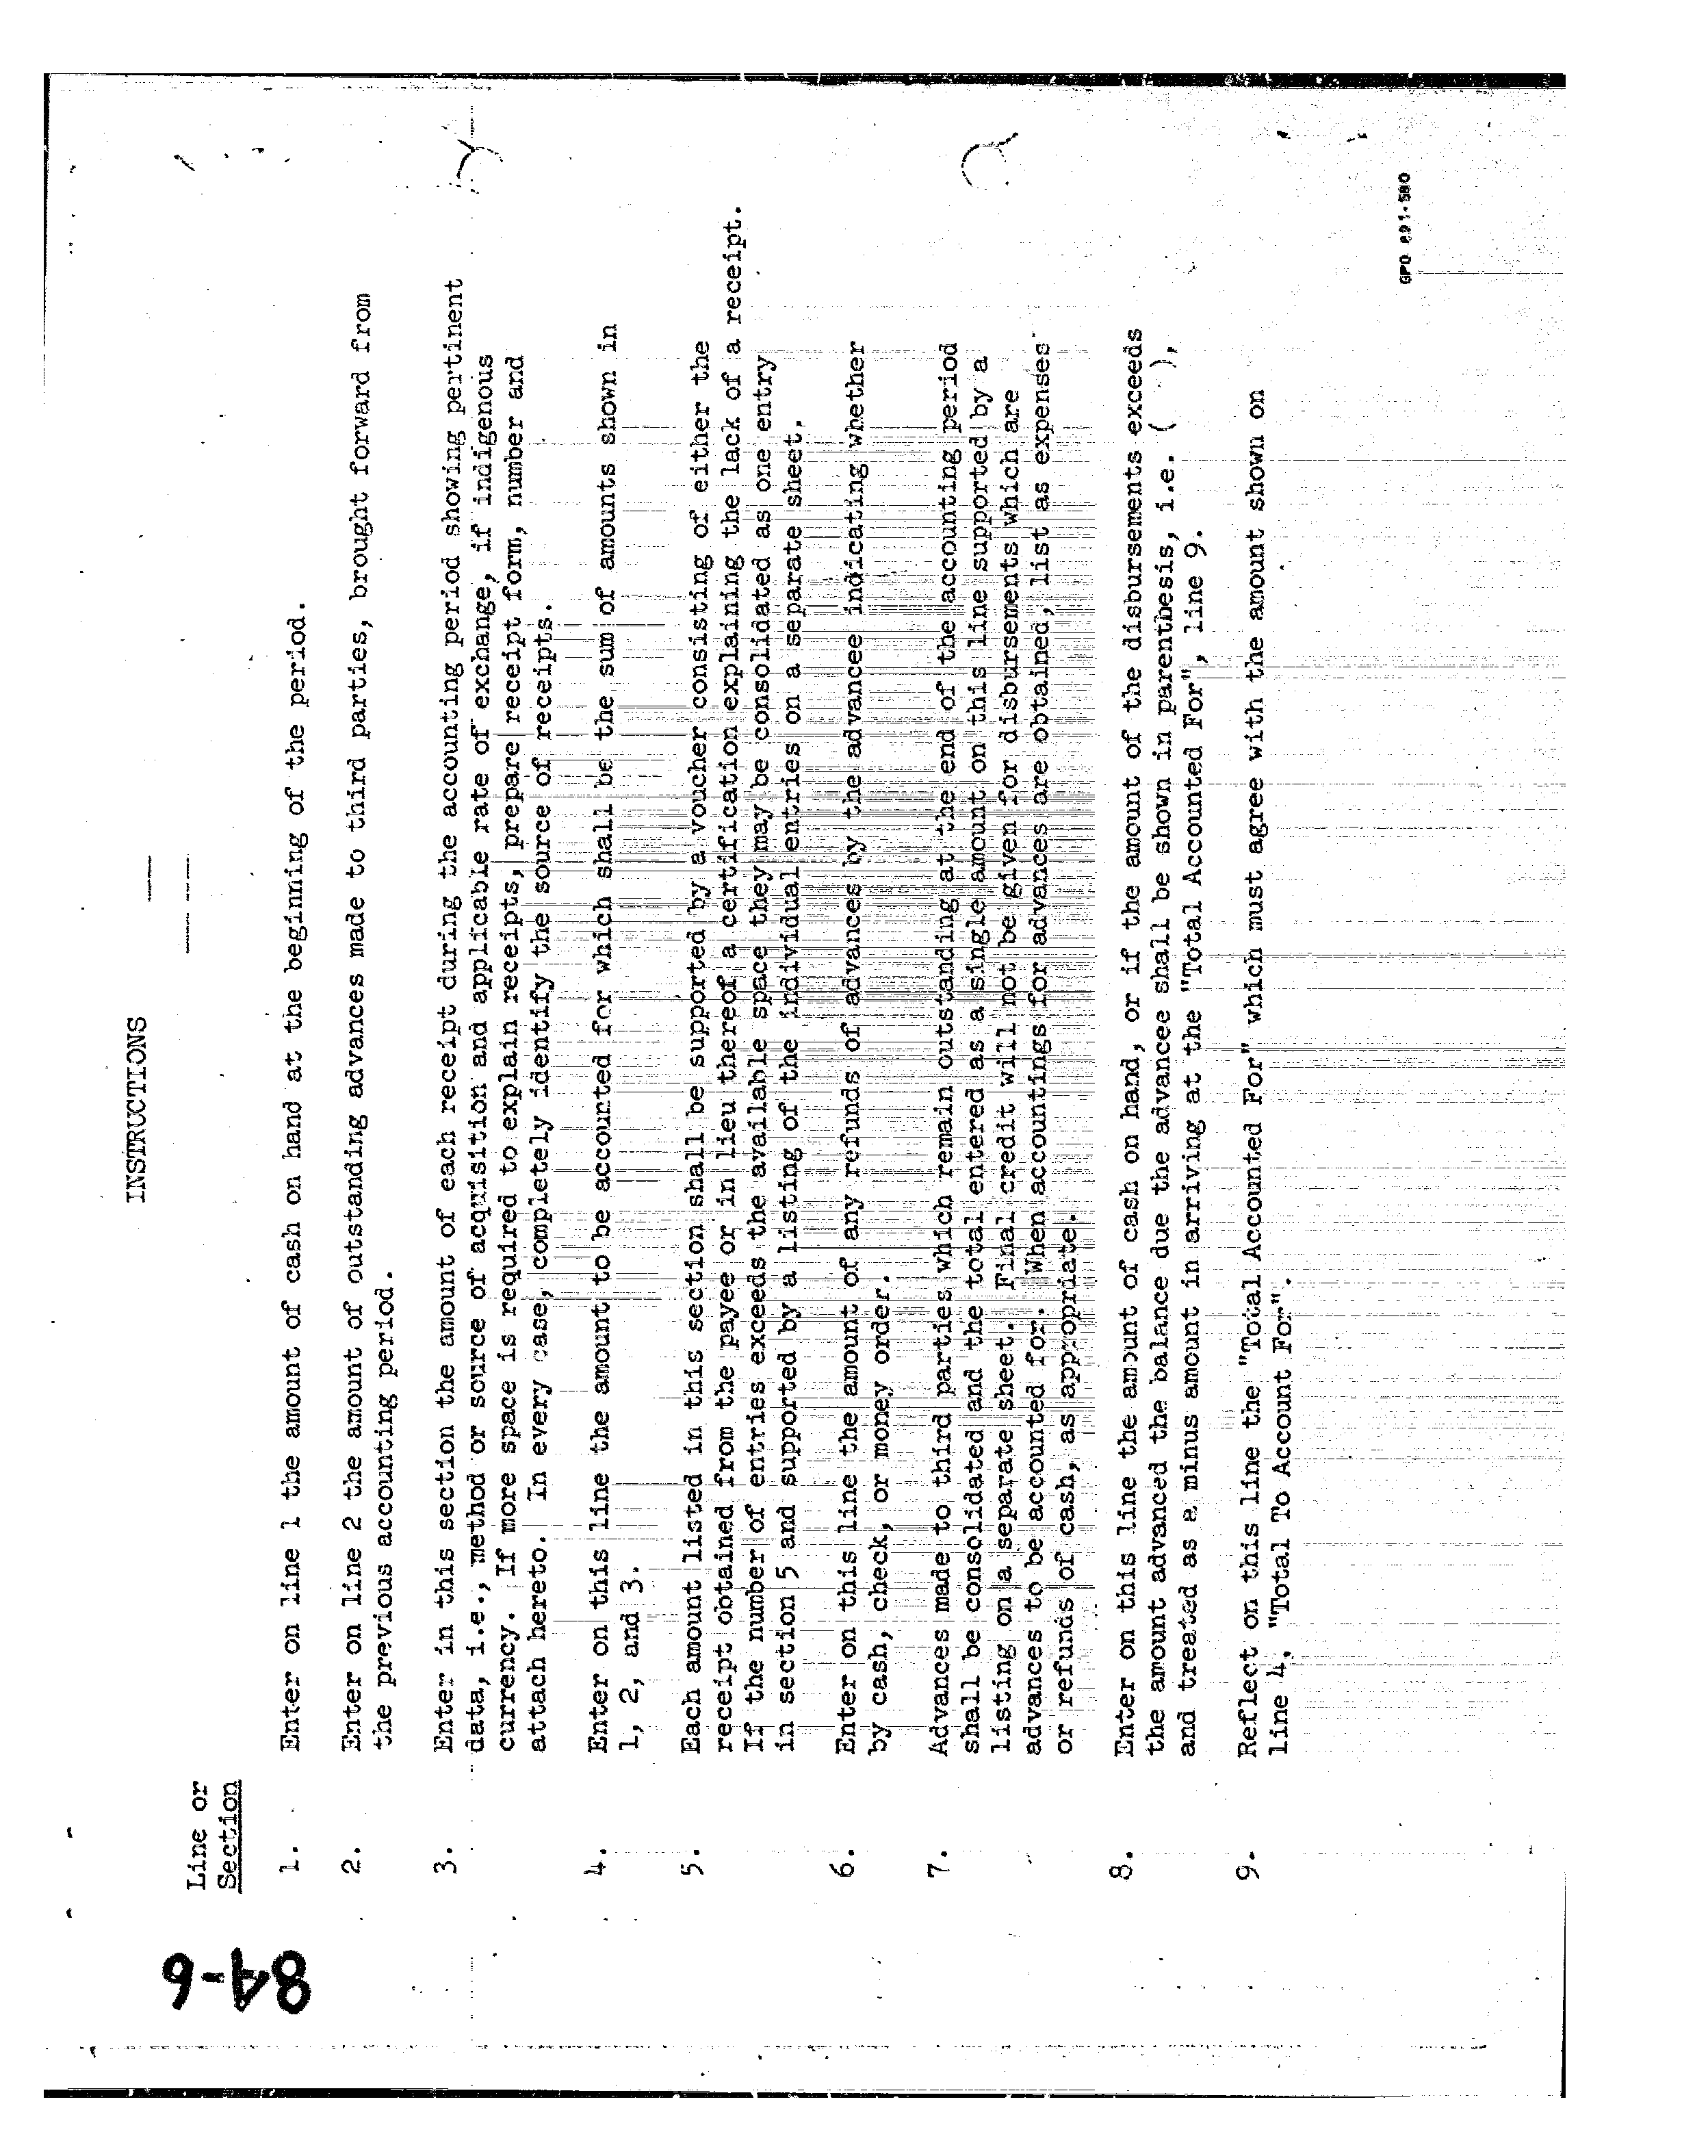 INSTRUCTIONS
Line or
Section
1. Enter on line 1 the amount of cash on hand at the beginning of the period.
2. Enter on line 2 the amount of outstanding advances made to third parties, brought forward from
the previous accounting period.
3. Enter in this section the amount of each receipt during the accounting period showing pertinent
data, i.e., method or source of acquisition and applicable rate of exchange, if indigenous
currency. If more space is required to explain receipts, prepare receipt form, number and
attach hereto. In every case, completely identify the source of receipts.
4. Enter on this line the amount to be accounted for which shall be the sum of amounts shown in
1, 2, and 3.
5. Each amount listed in this section shall be supported by a voucher consisting of either the
receipt obtained from the payee or in lieu thereof a certification explaining the lack of a receipt.
If the number of entries exceeds the available space they may be consolidated as one entry
in section 5 and supported by a listing of the individual entries on a separate sheet.
6. Enter on this line the amount of any refunds of advances by the advancee indicating whether
by cash, check, or money order.
7. Advances made to third parties which remain outstanding at the end of the accounting period
shall be consolidated and the total entered as a single amount on this line supported by a
listing on a separate sheet. Final credit will not be given for disbursements which are
advances to be accounted for. When accountings for advances are obtained, list as expenses
or refunds of cash, as appropriate.
8. Enter on this line the amount of cash on hand, or if the amount of the disbursements exceeds
the amount advanced the balance due the advancee shall be shown in parenthesis, i.e. ( ),
and treated as a minus amount in arriving at the "Total Accounted For", line 9.
9. Reflect on this line the "Total Accounted For" which must agree with the amount shown on
line 4, "Total To Account For".
84-6